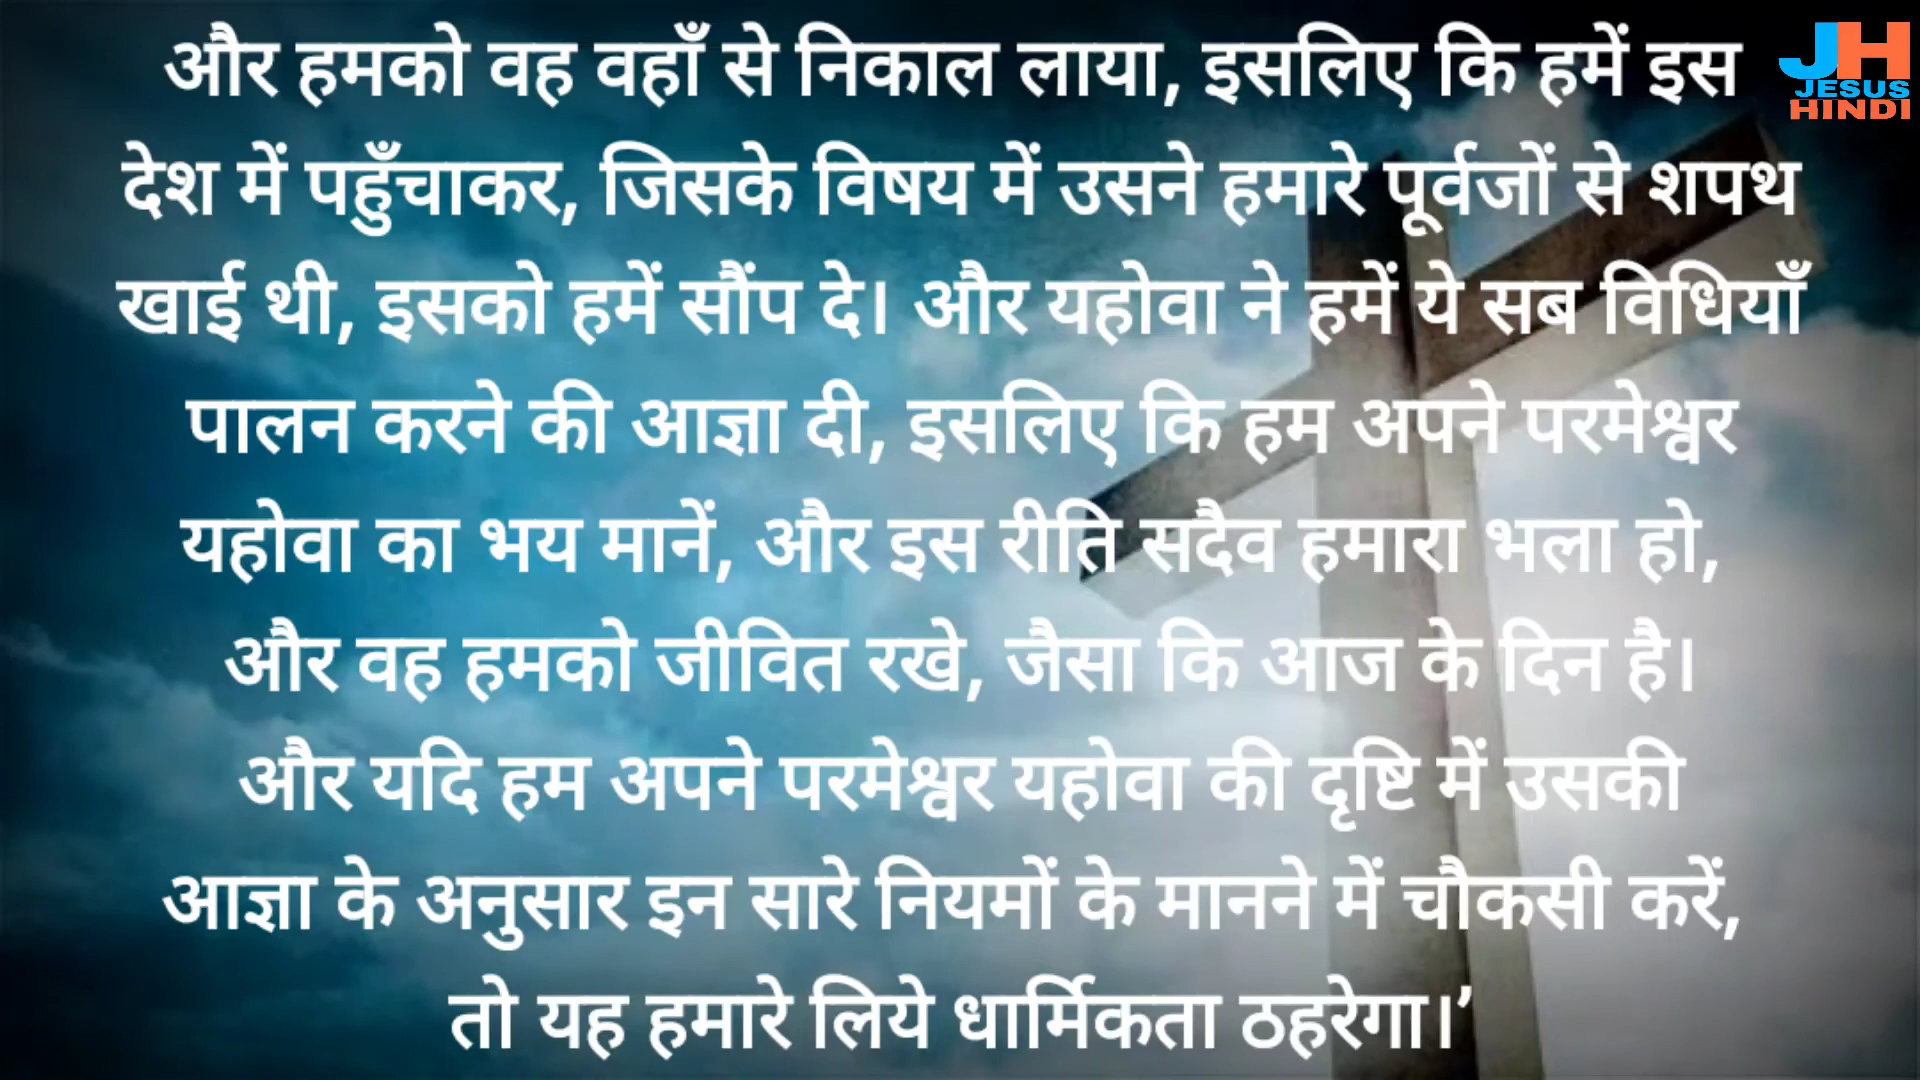 और हमको वह वहाँ से निकाल लाया, इसलिए कि हमें इस
देश में पहुँचाकर, जिसके विषय में उसने हमारे पूर्वजों से शपथ
खाई थी, इसको हमें सौंप दे। और यहोवा ने हमें ये सब विधियाँ
पालन करने की आज्ञा दी, इसलिए कि हम अपने परमेश्वर
यहोवा का भय मानें, और इस रीति सदैव हमारा भला हो,
और वह हमको जीवित रखे, जैसा कि आज के दिन है।
और यदि हम अपने परमेश्वर यहोवा की दृष्टि में उसकी
आज्ञा के अनुसार इन सारे नियमों के मानने में चौकसी करें,
तो यह हमारे लिये धार्मिकता ठहरेगा।’
JH
JESUS
HINDI